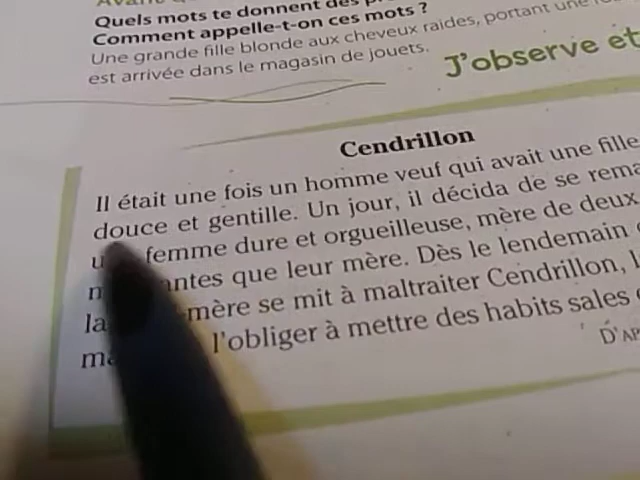 Quels mots te donnent des
Comment appelle-t-on ces mots ?
Une grande fille blonde aux cheveux raides, portant une
est arrivée dans le magasin de jouets.
J'observe et
Cendrillon
Il était une fois un homme veuf qui avait une fille
douce et gentille. Un jour, il décida de se
femme dure et orgueilleuse, mère de deux
que leur mère. Dès le lendemain
mère se mit à maltraiter Cendrillon,
l'obliger à mettre des habits sales